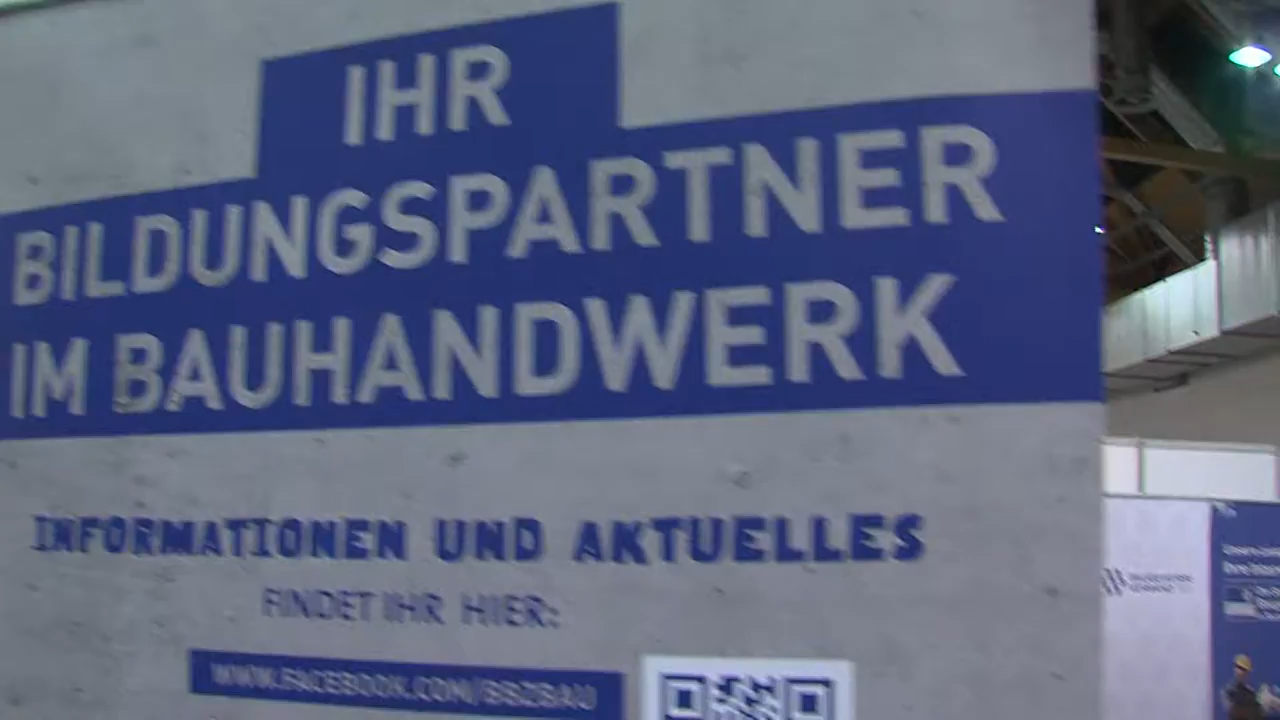 IHR
BILDUNGSPARTNER
IM BAUHANDWERK
INFORMATIONEN UND AKTUELLES
FINDET IHR HIER:
WWW.FACEBOOK.COM/BBZBAU